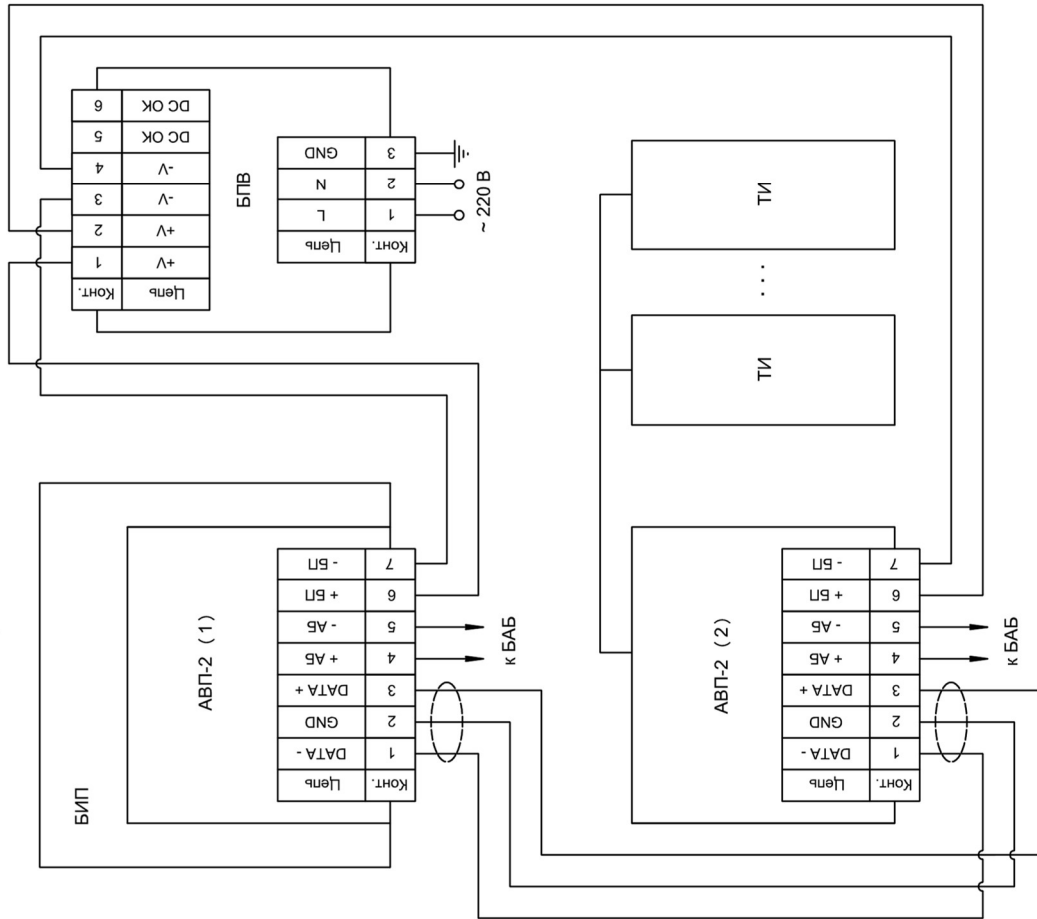 6 DC OK
5 DC OK
4 -V
3 -V
2 +V
1 +V
Конт. Цепь
БПВ
GND 3
N 2
L 1
Цепь Конт.
~ 220 В
ТИ
. . .
ТИ
БИП
АВП-2 (1)
- БП 7
+ БП 6
- АБ 5
+ АБ 4
DATA + 3
GND 2
DATA - 1
Цепь Конт.
к БАБ
АВП-2 (2)
- БП 7
+ БП 6
- АБ 5
+ АБ 4
DATA + 3
GND 2
DATA - 1
Цепь Конт.
к БАБ